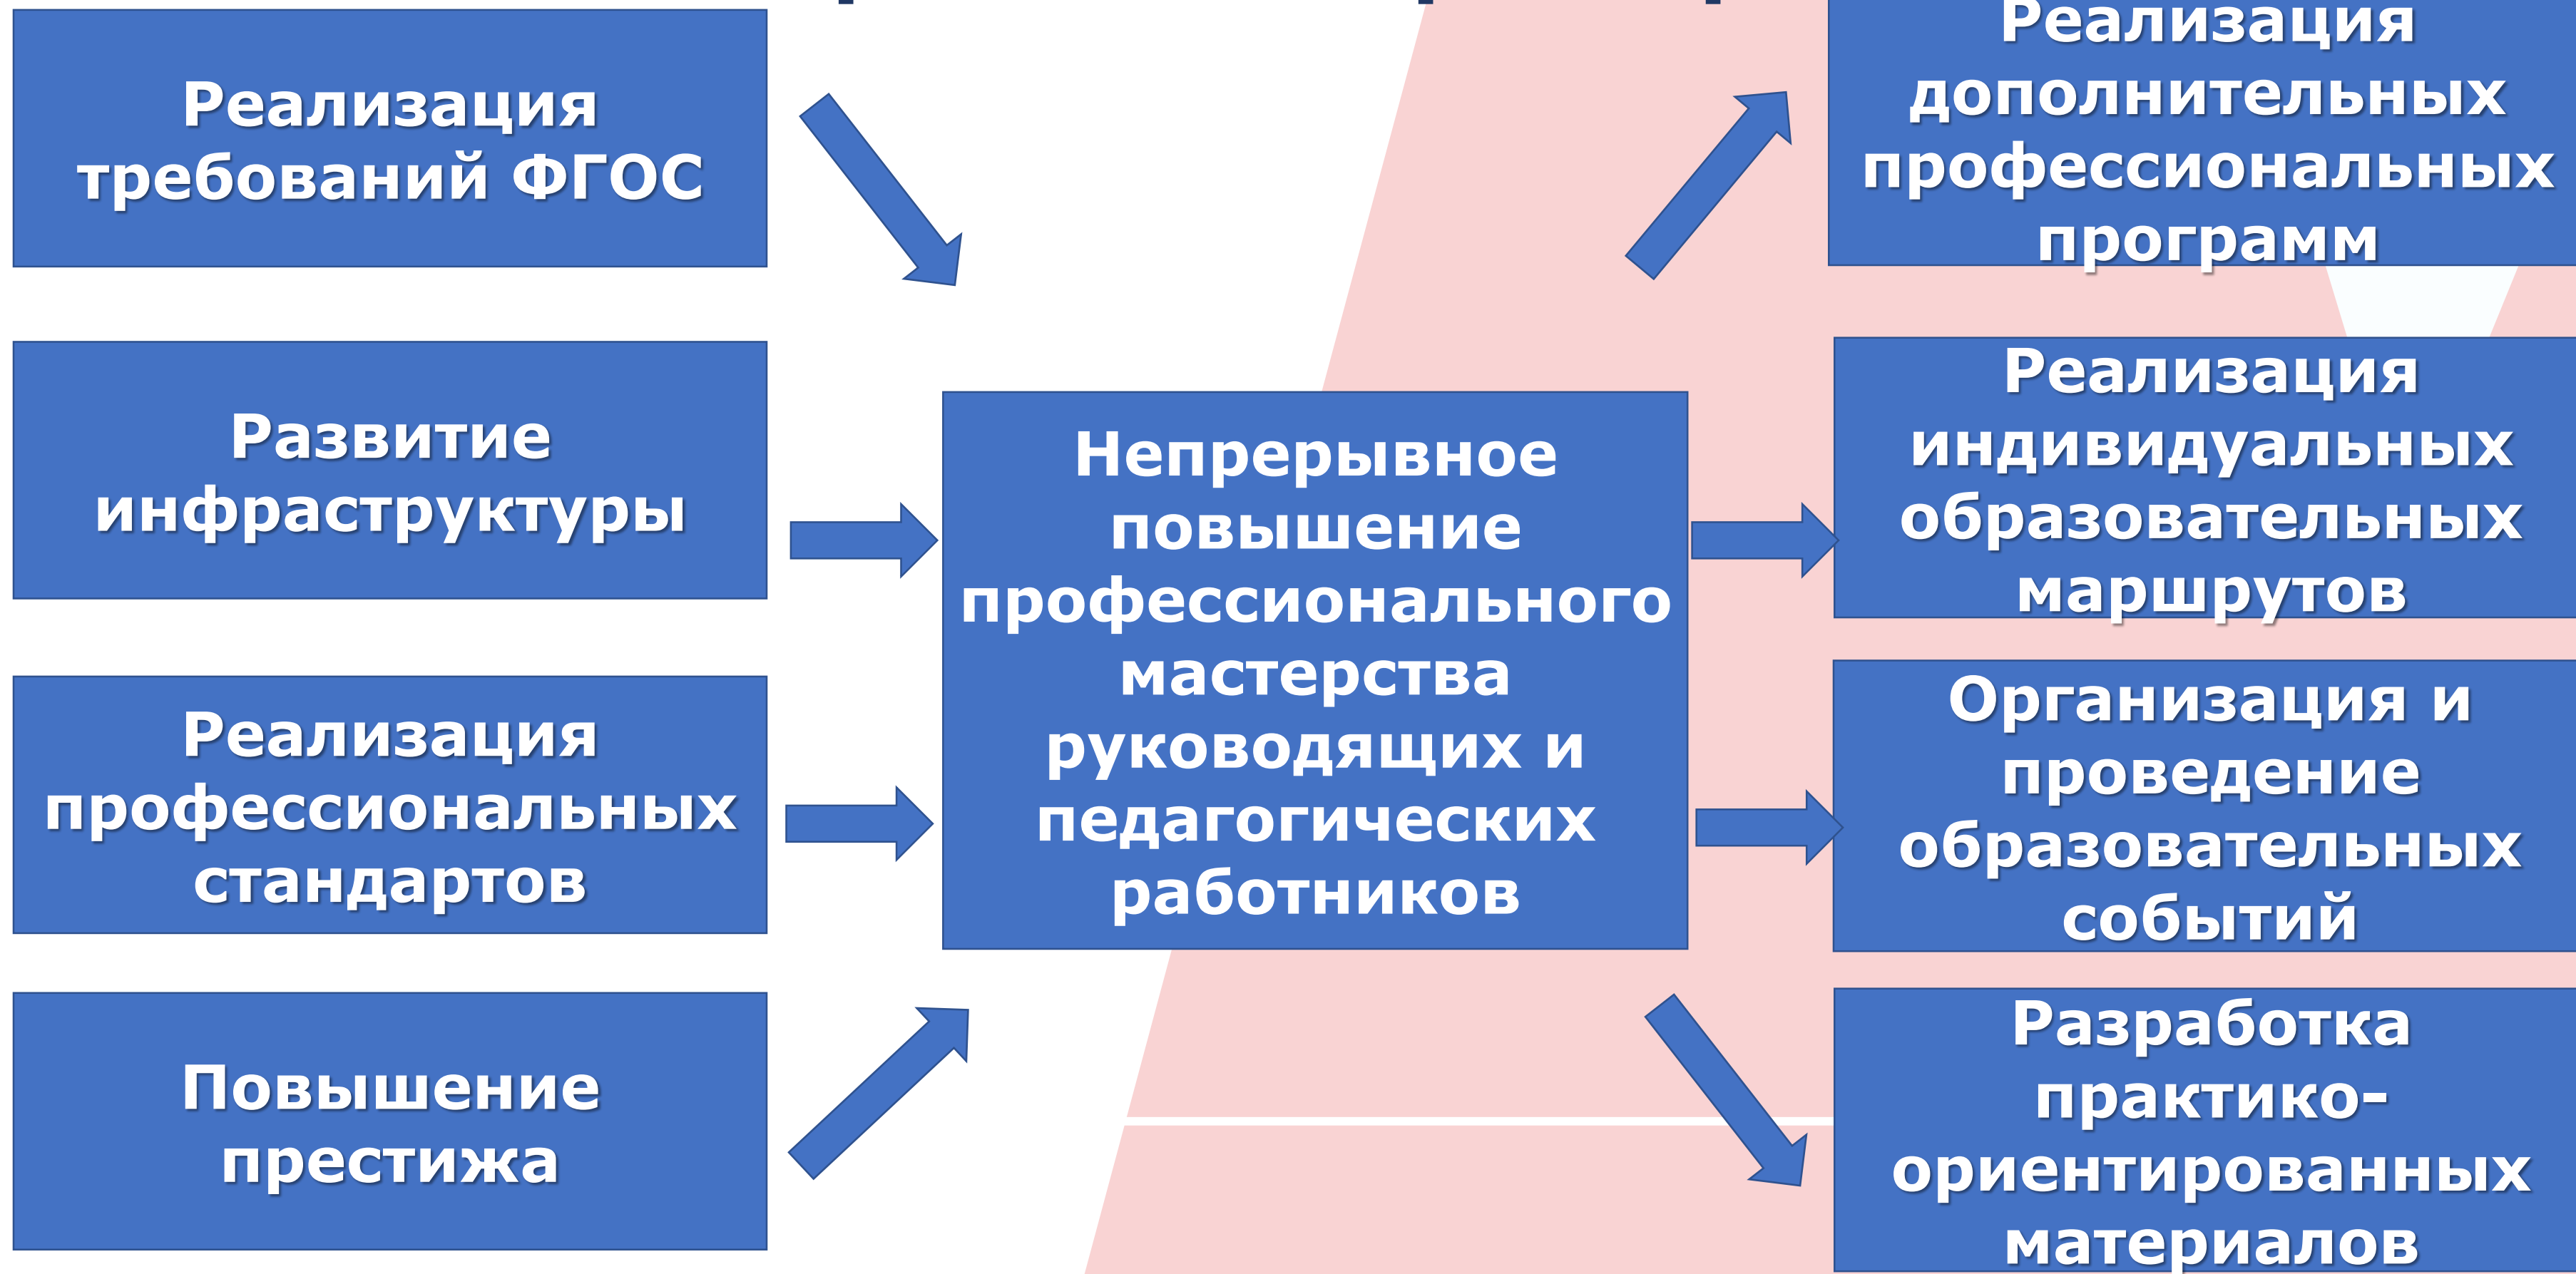 Реализация
требований ФГОС
Развитие
инфраструктуры
Реализация
профессиональных
стандартов
Повышение
престижа
Непрерывное
повышение
профессионального
мастерства
руководящих и
педагогических
работников
Реализация
дополнительных
профессиональных
программ
Реализация
индивидуальных
образовательных
маршрутов
Организация и
проведение
образовательных
событий
Разработка
практико-
ориентированных
материалов